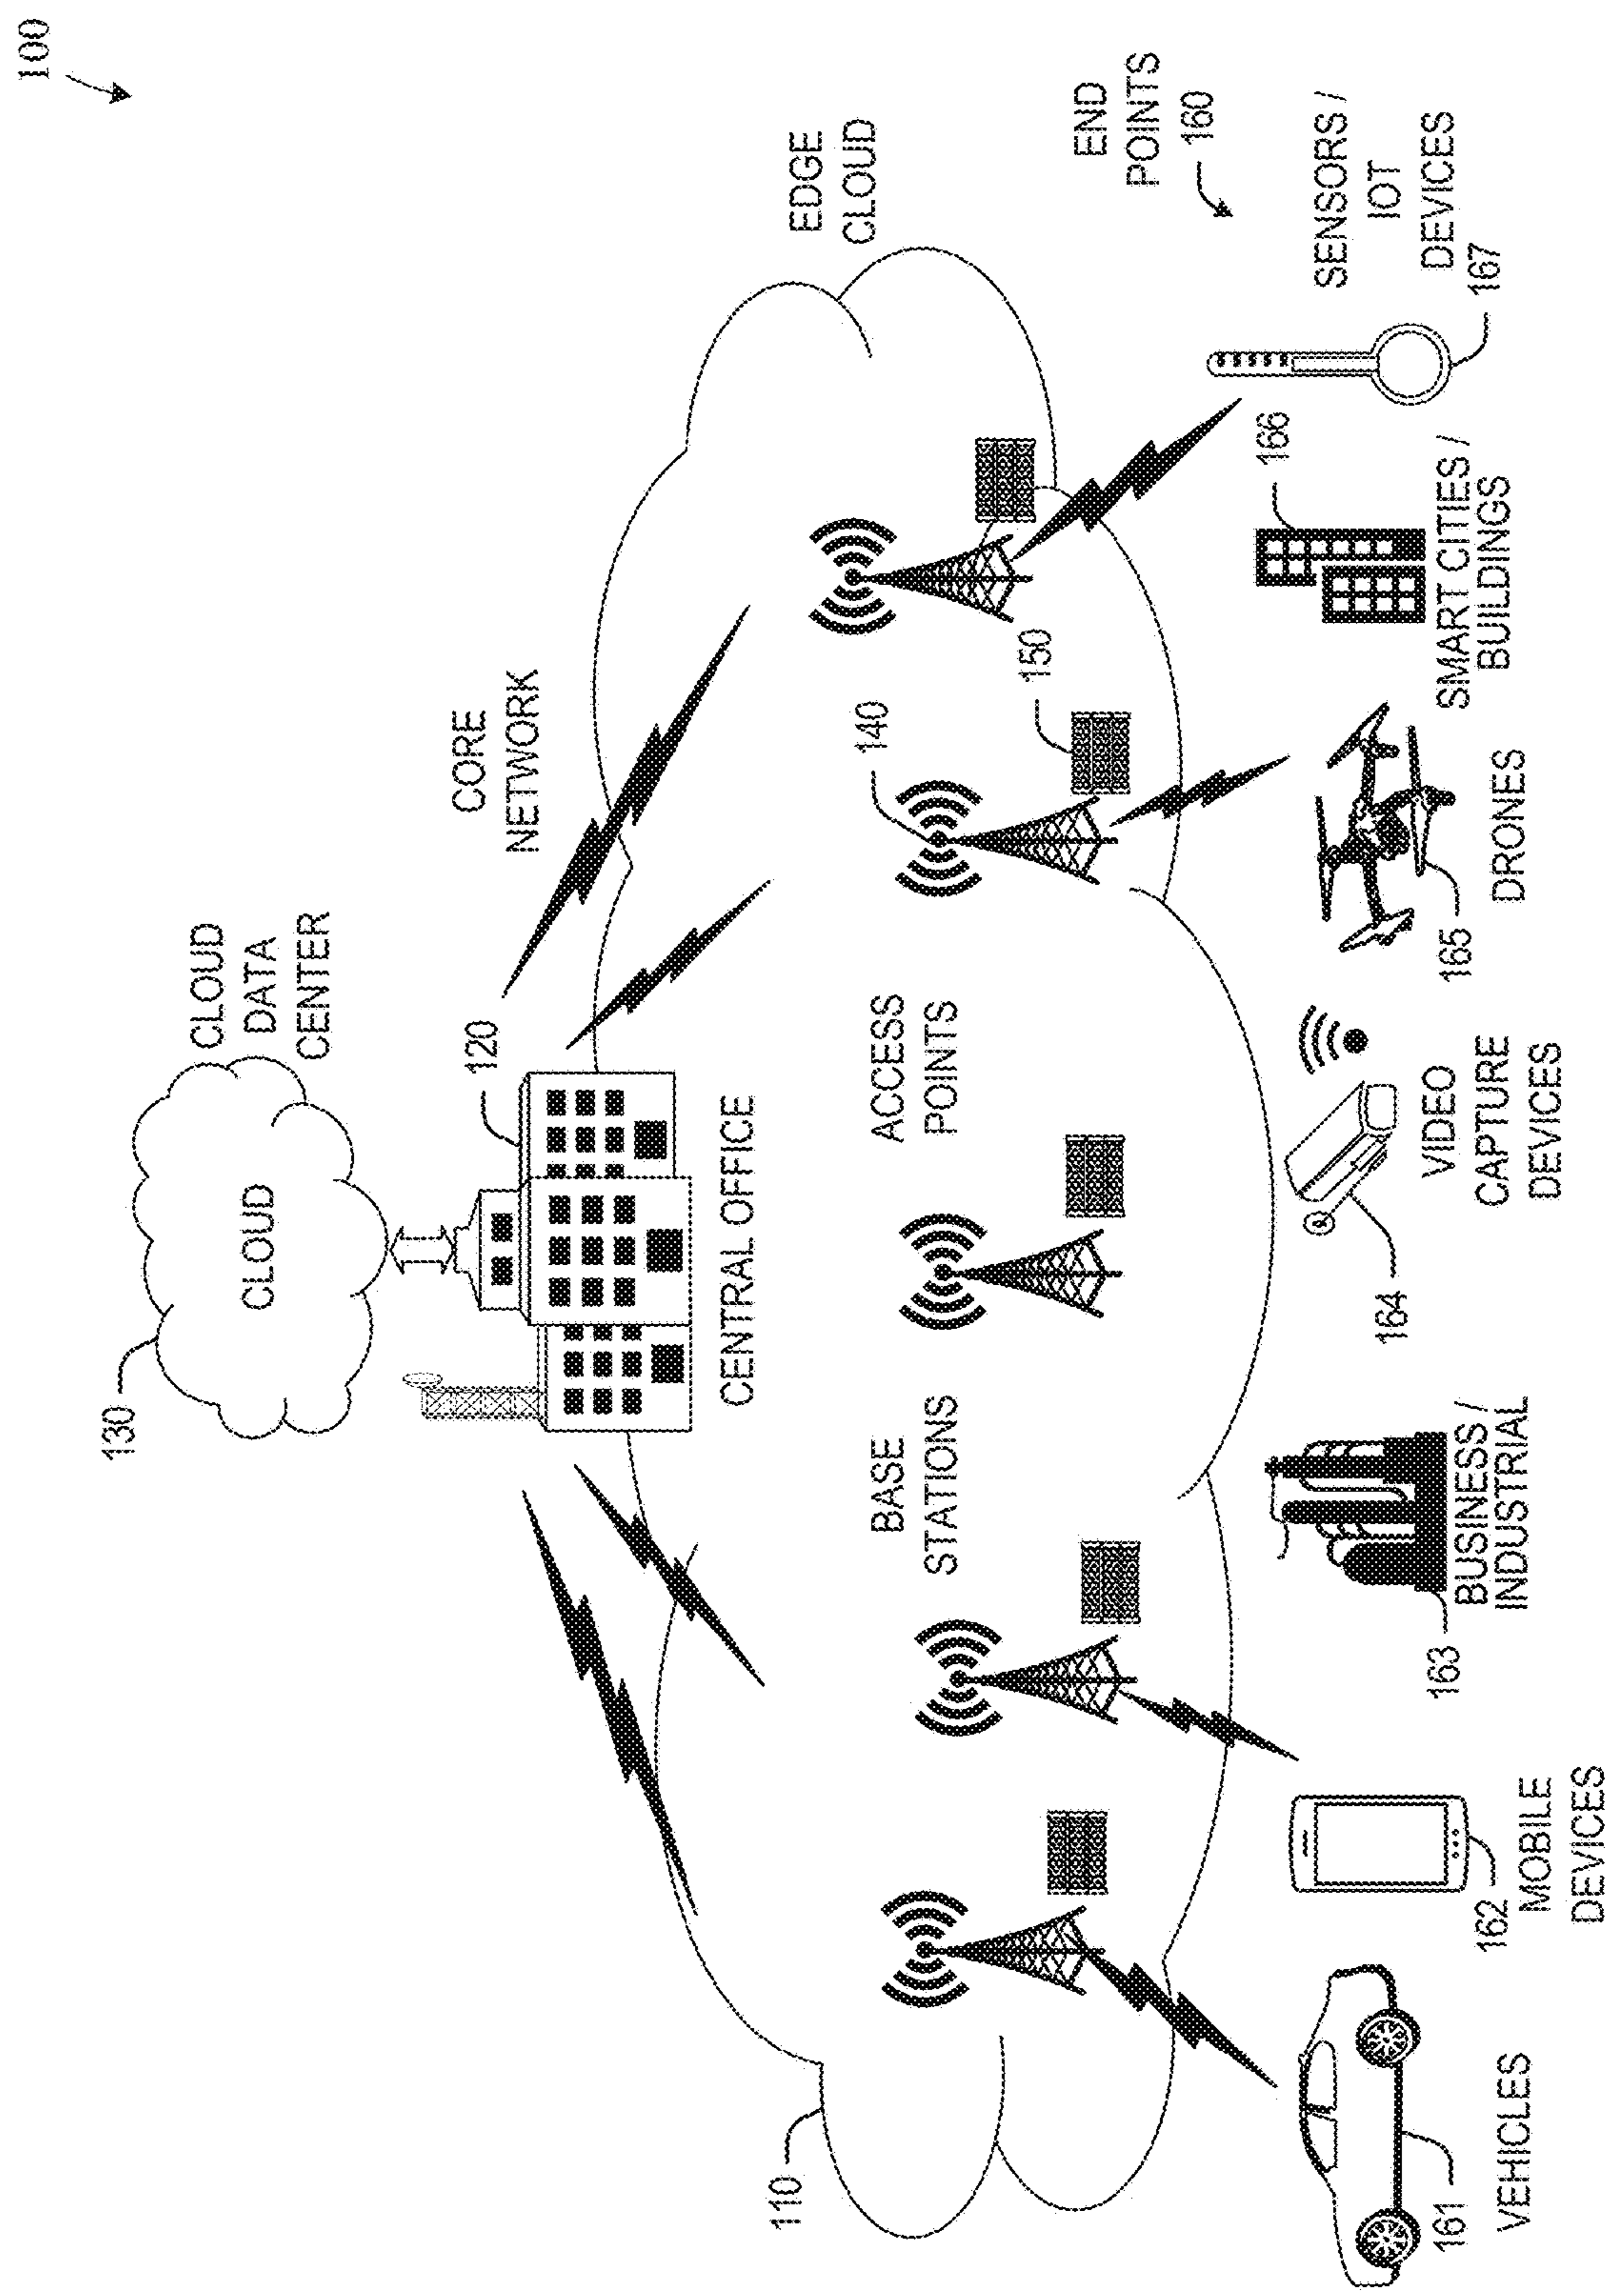 100
CLOUD
DATA
CENTER
130
CLOUD
CORE
NETWORK
120
CENTRAL OFFICE
EDGE
CLOUD
110
BASE
STATIONS
ACCESS
POINTS
140
150
END
POINTS
160
161
VEHICLES
162
MOBILE
DEVICES
163
BUSINESS /
INDUSTRIAL
164
VIDEO
CAPTURE
DEVICES
165
DRONES
166
SMART CITIES /
BUILDINGS
SENSORS /
IOT
DEVICES
167